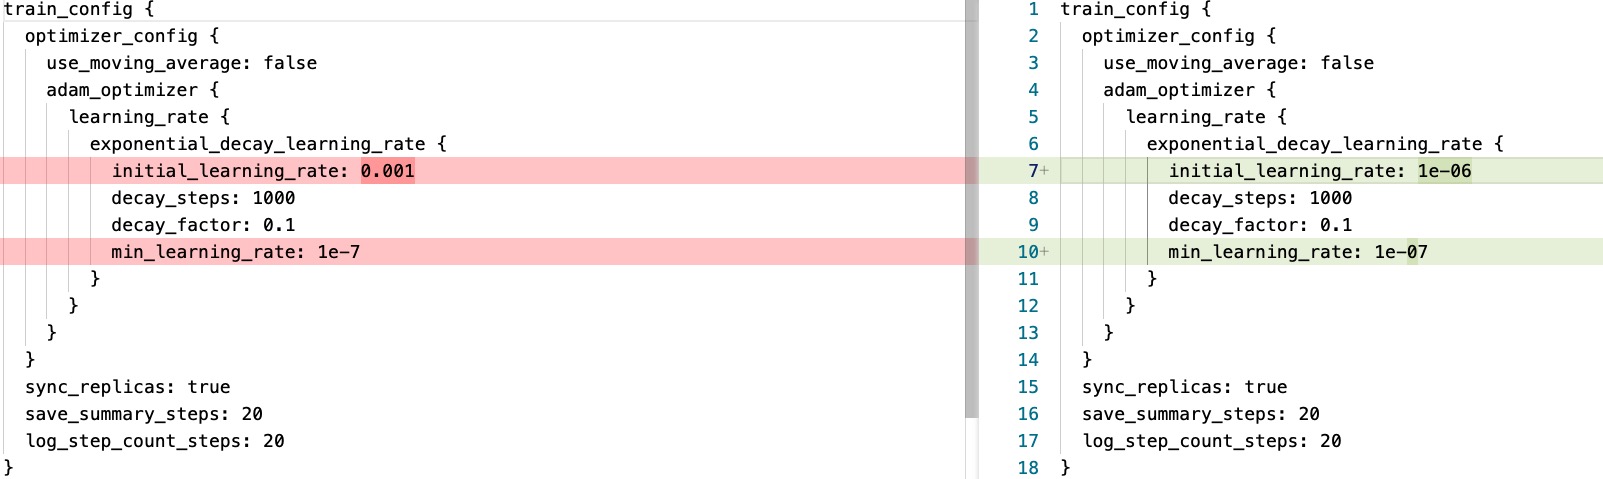 train_config {
optimizer_config {
use_moving_average: false
adam_optimizer {
learning_rate {
exponential_decay_learning_rate {
initial_learning_rate: 0.001
decay_steps: 1000
decay_factor: 0.1
min_learning_rate: 1e-7
}
}
}
}
sync_replicas: true
save_summary_steps: 20
log_step_count_steps: 20
}
1 train_config {
2 optimizer_config {
3 use_moving_average: false
4 adam_optimizer {
5 learning_rate {
6 exponential_decay_learning_rate {
7+ initial_learning_rate: 1e-06
8 decay_steps: 1000
9 decay_factor: 0.1
10+ min_learning_rate: 1e-07
11 }
12 }
13 }
14 }
15 sync_replicas: true
16 save_summary_steps: 20
17 log_step_count_steps: 20
18 }